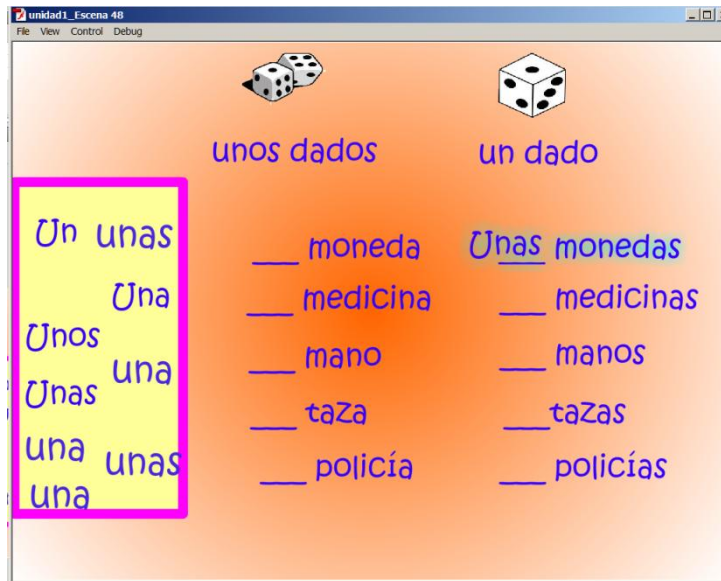 unidad1_Escena 48
File View Control Debug
unos dados
un dado
Un unas
Una
Unos
una
Unas
una unas
una
___ moneda
Unas ___ monedas
___ medicina
___ medicinas
___ mano
___ manos
___ taza
___tazas
___ policía
___ policías